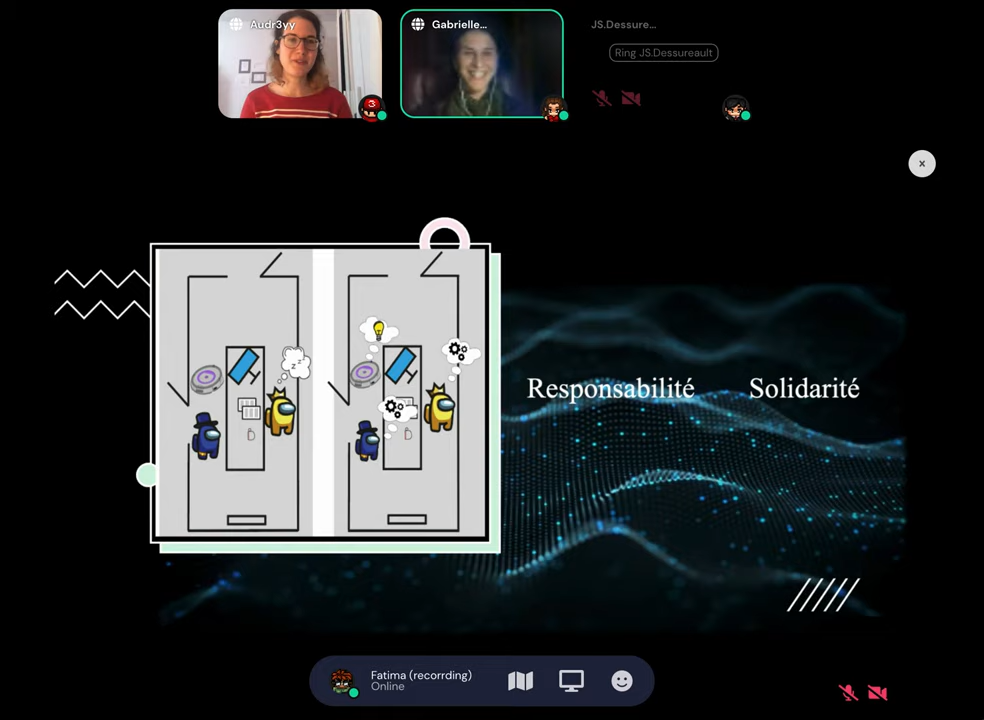 Audr3yy
Gabrielle...
JS.Dessure...
Ring JS.Dessureault
x
Responsabilité
Solidarité
Fatima (recorrding)
Online